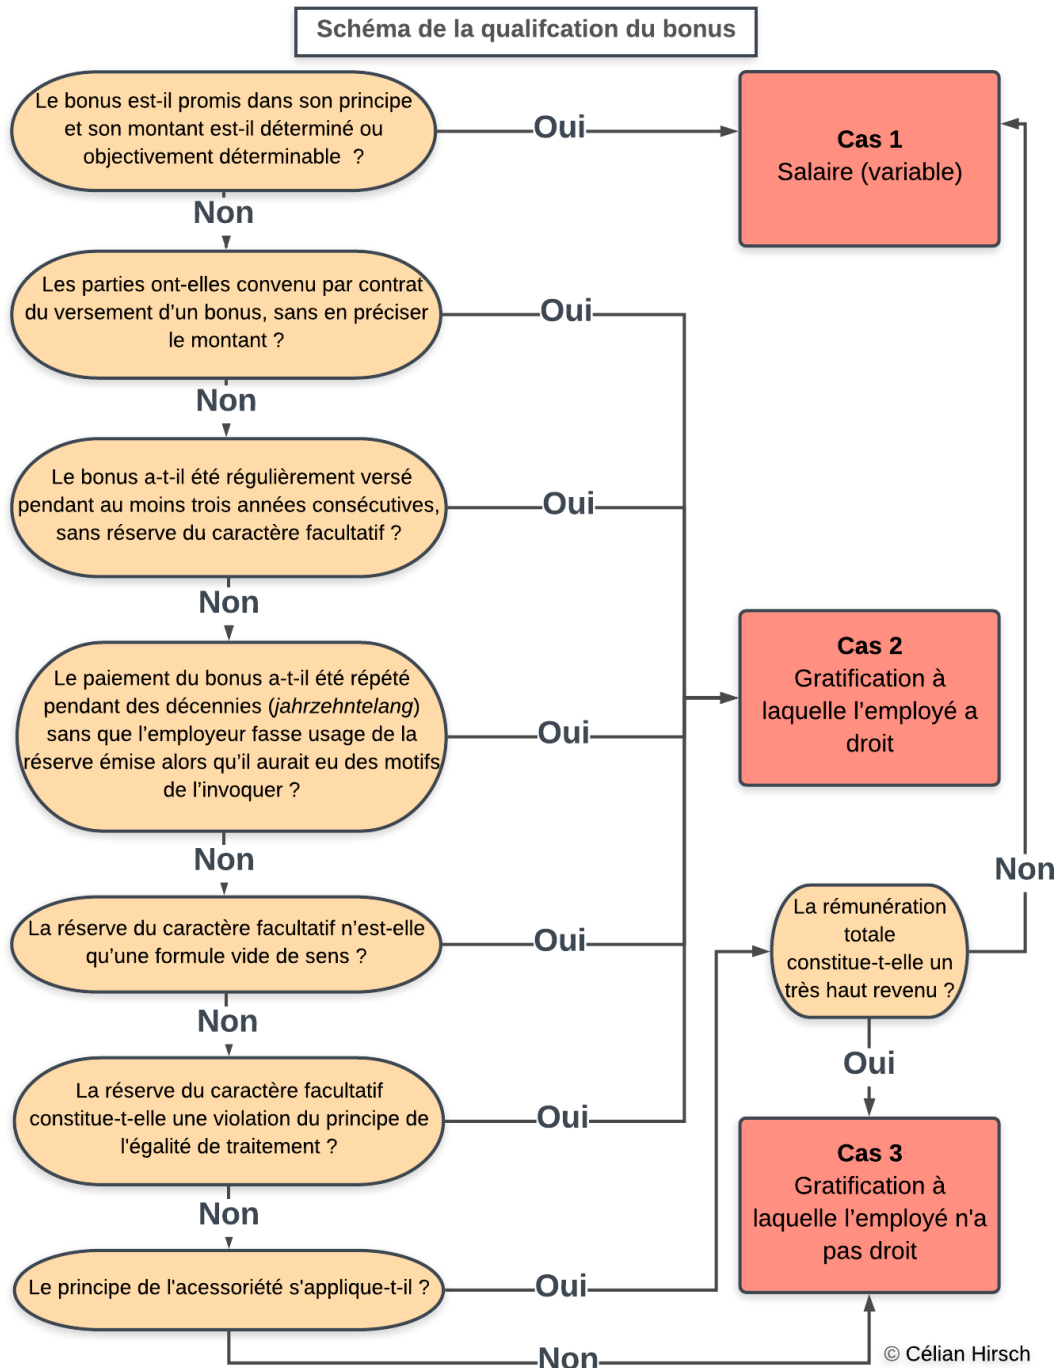 Schéma de la qualifcation du bonus
Le bonus est-il promis dans son principe
et son montant est-il déterminé ou
objectivement déterminable ?
Oui
Cas 1
Salaire (variable)
Non
Les parties ont-elles convenu par contrat
du versement d'un bonus, sans en préciser
le montant ?
Oui
Non
Le bonus a-t-il été régulièrement versé
pendant au moins trois années consécutives,
sans réserve du caractère facultatif ?
Oui
Non
Le paiement du bonus a-t-il été répété
pendant des décennies (jahrzehntelang)
sans que l'employeur fasse usage de la
réserve émise alors qu'il aurait eu des motifs
de l'invoquer ?
Oui
Cas 2
Gratification à
laquelle l'employé a
droit
Non
La réserve du caractère facultatif n'est-elle
qu'une formule vide de sens ?
Oui
Non
La réserve du caractère facultatif
constitue-t-elle une violation du principe de
l'égalité de traitement ?
Oui
Non
Le principe de l'acessoriété s'applique-t-il ?
Oui
La rémunération
totale
constitue-t-elle un
très haut revenu ?
Non
Oui
Cas 3
Gratification à
laquelle l'employé n'a
pas droit
Non
© Célian Hirsch